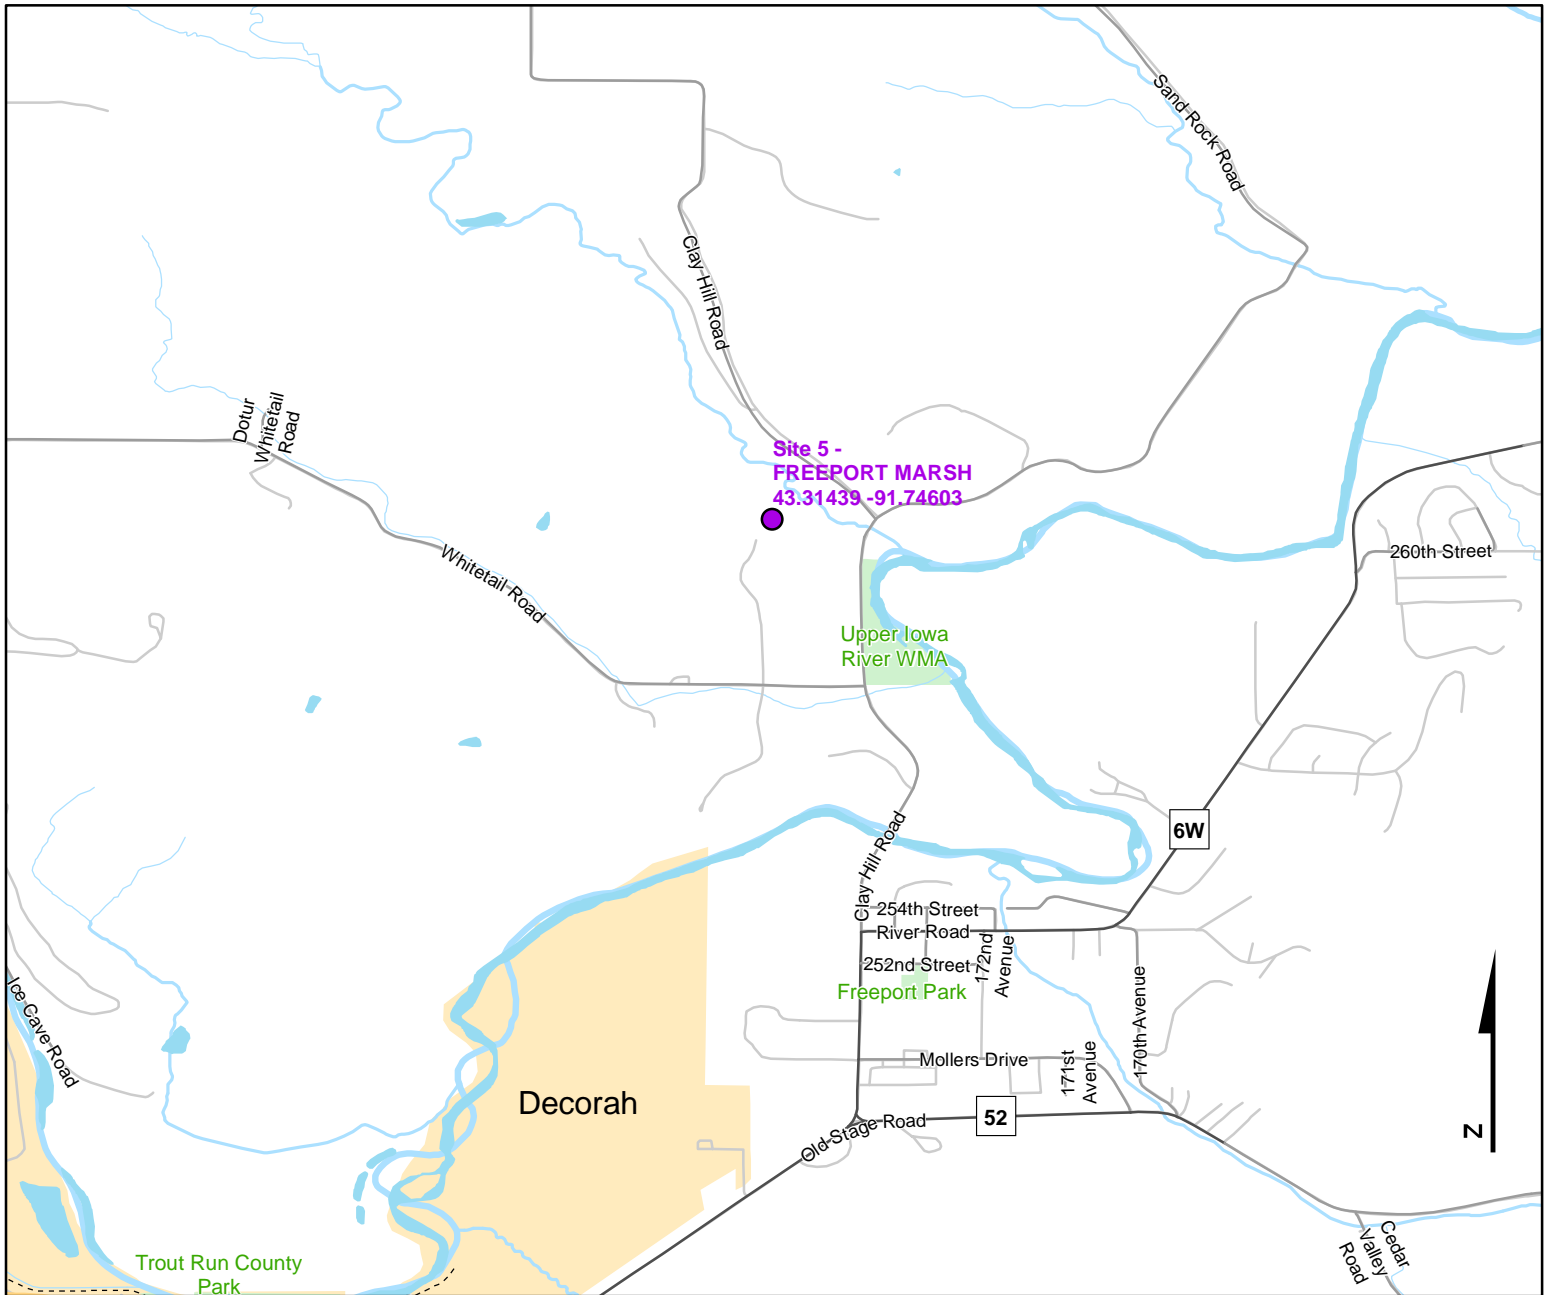 Sand Rock Road
Clay Hill Road
Dotur
Whitetail
Road
Site 5 -
FREEPORT MARSH
43.31439 -91.74603
260th Street
Whitetail Road
Upper Iowa
River WMA
6W
Clay Hill Road
254th Street
River Road
252nd Street
172nd
Avenue
Freeport Park
Ice Cave Road
170th Avenue
Mollers Drive
171st
Avenue
Decorah
52
Old Stage Road
N
Cedar
Valley
Road
Trout Run County
Park